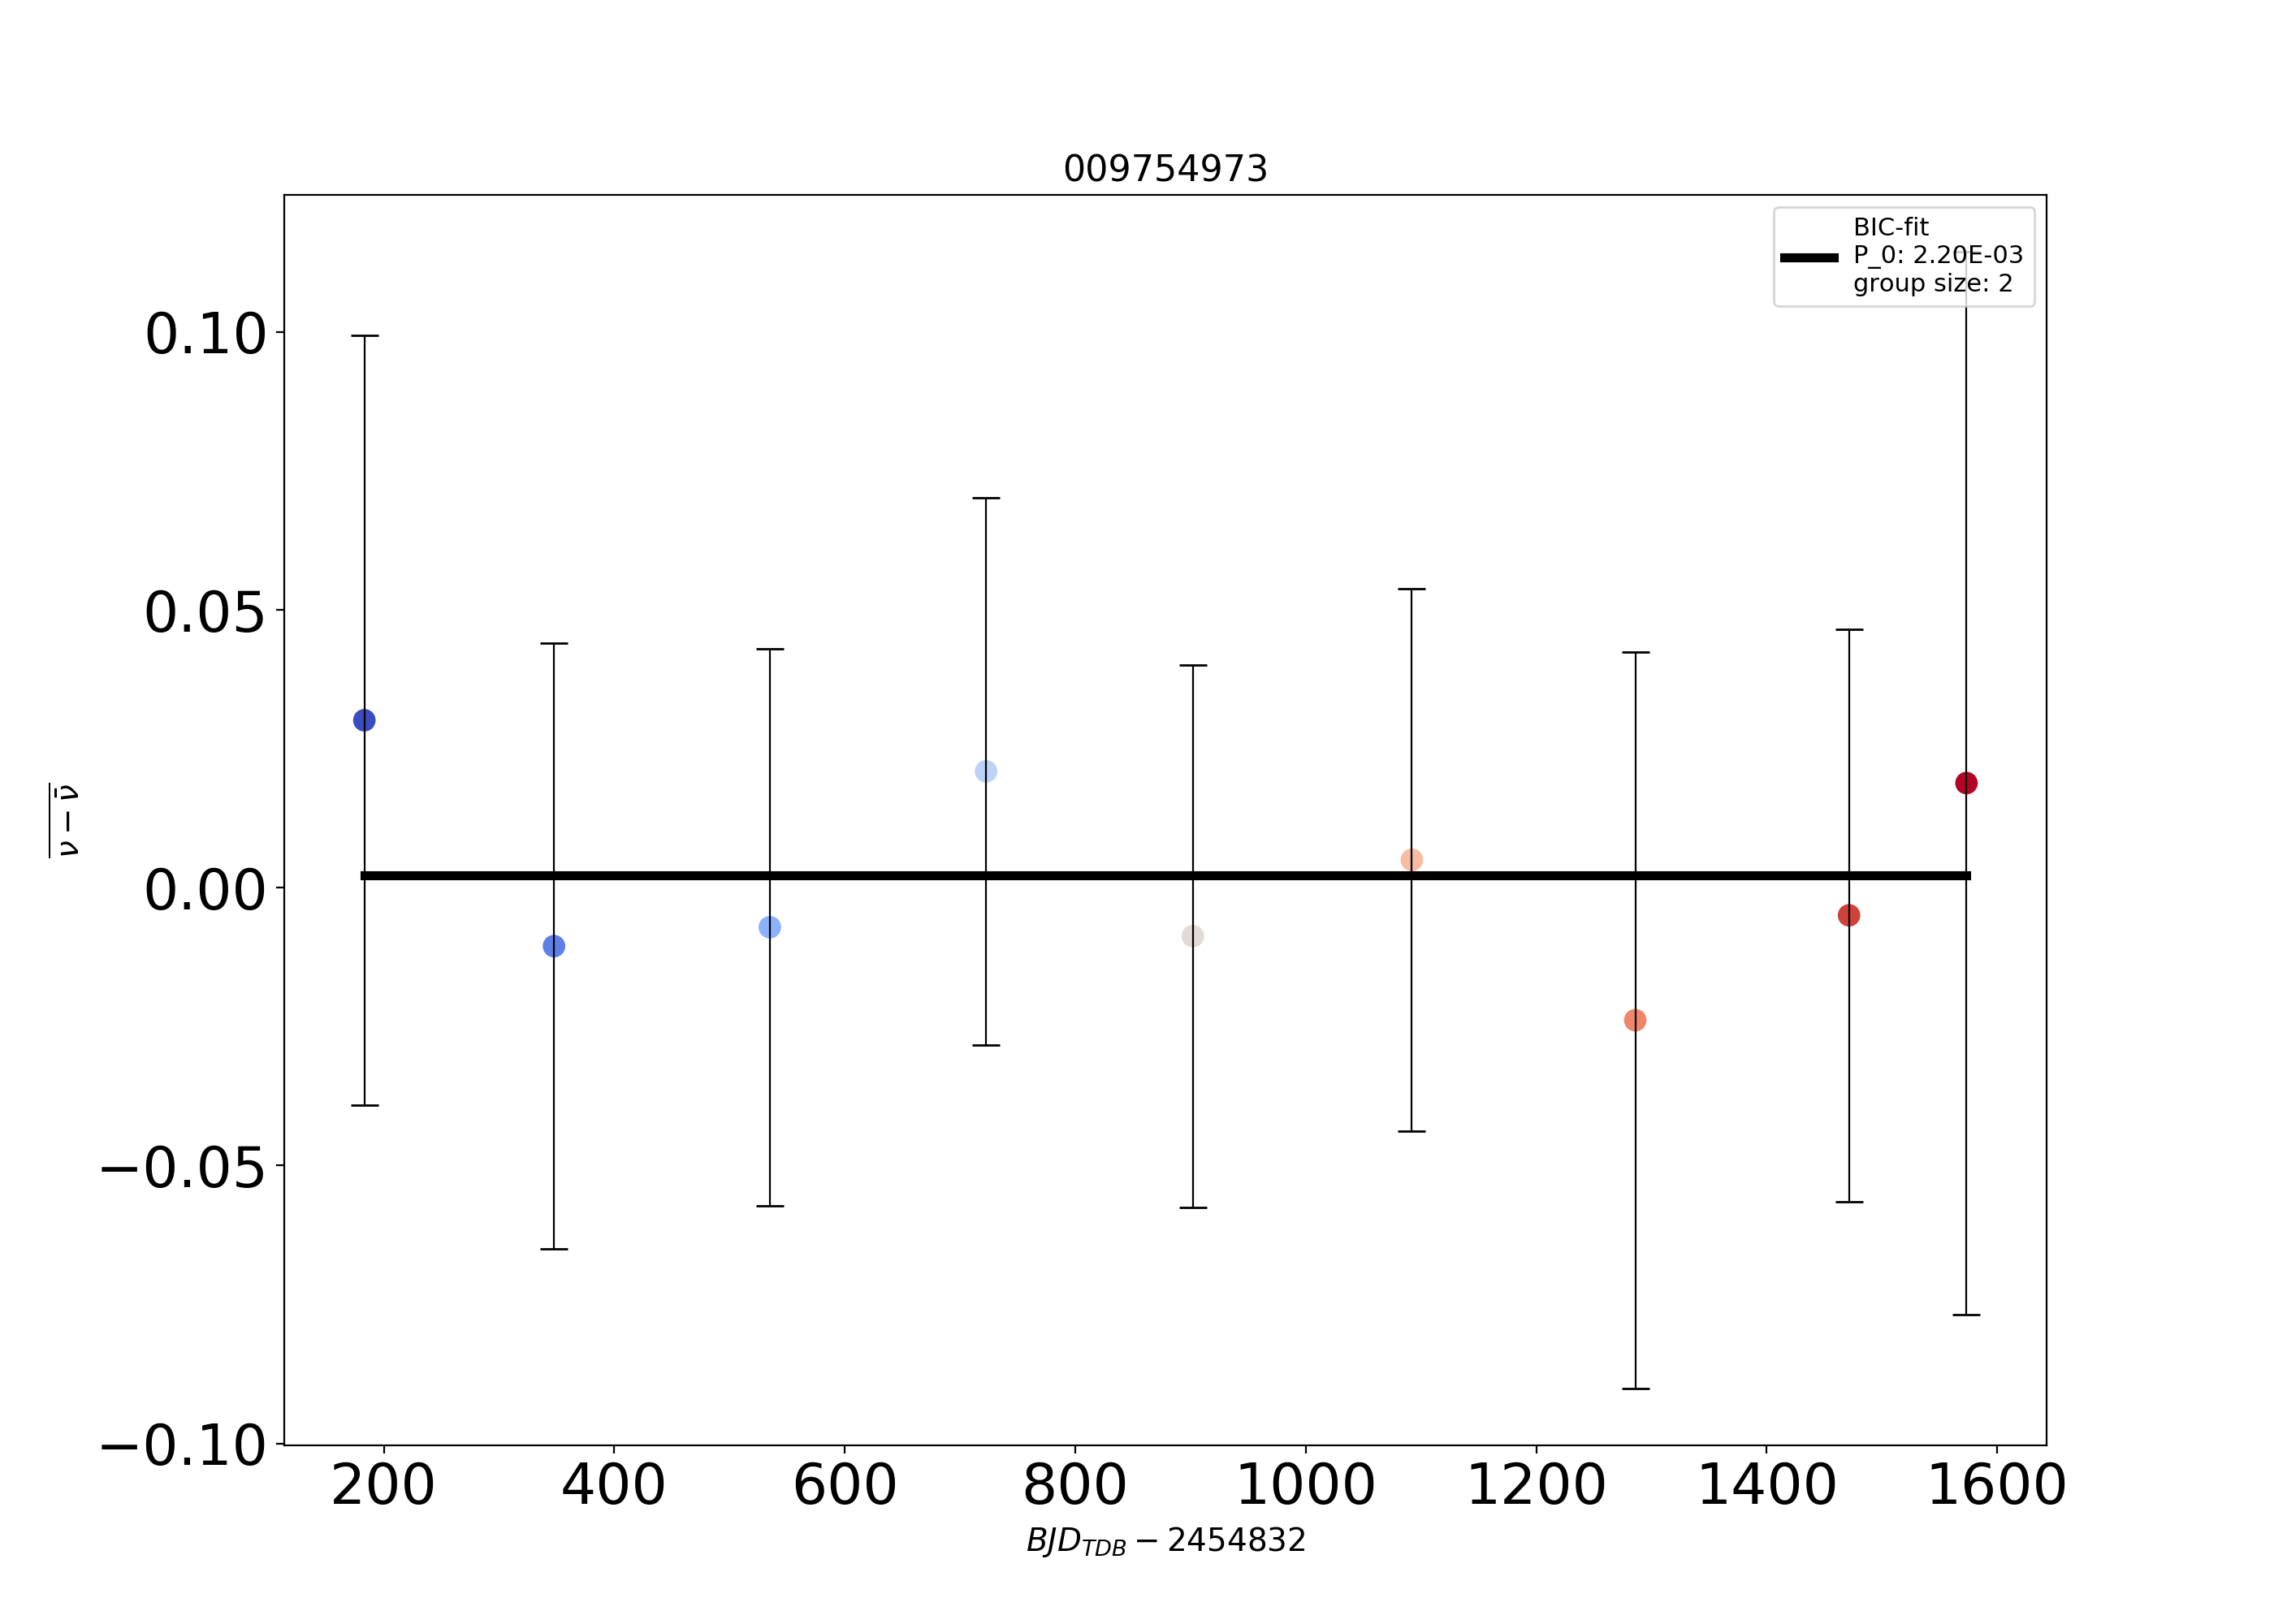 009754973
BIC-fit
P_0: 2.20E-03
group size: 2
0.10
0.05
0.00
−0.05
−0.10
ν − ν̄
200 400 600 800 1000 1200 1400 1600
BJD_TDB − 2454832